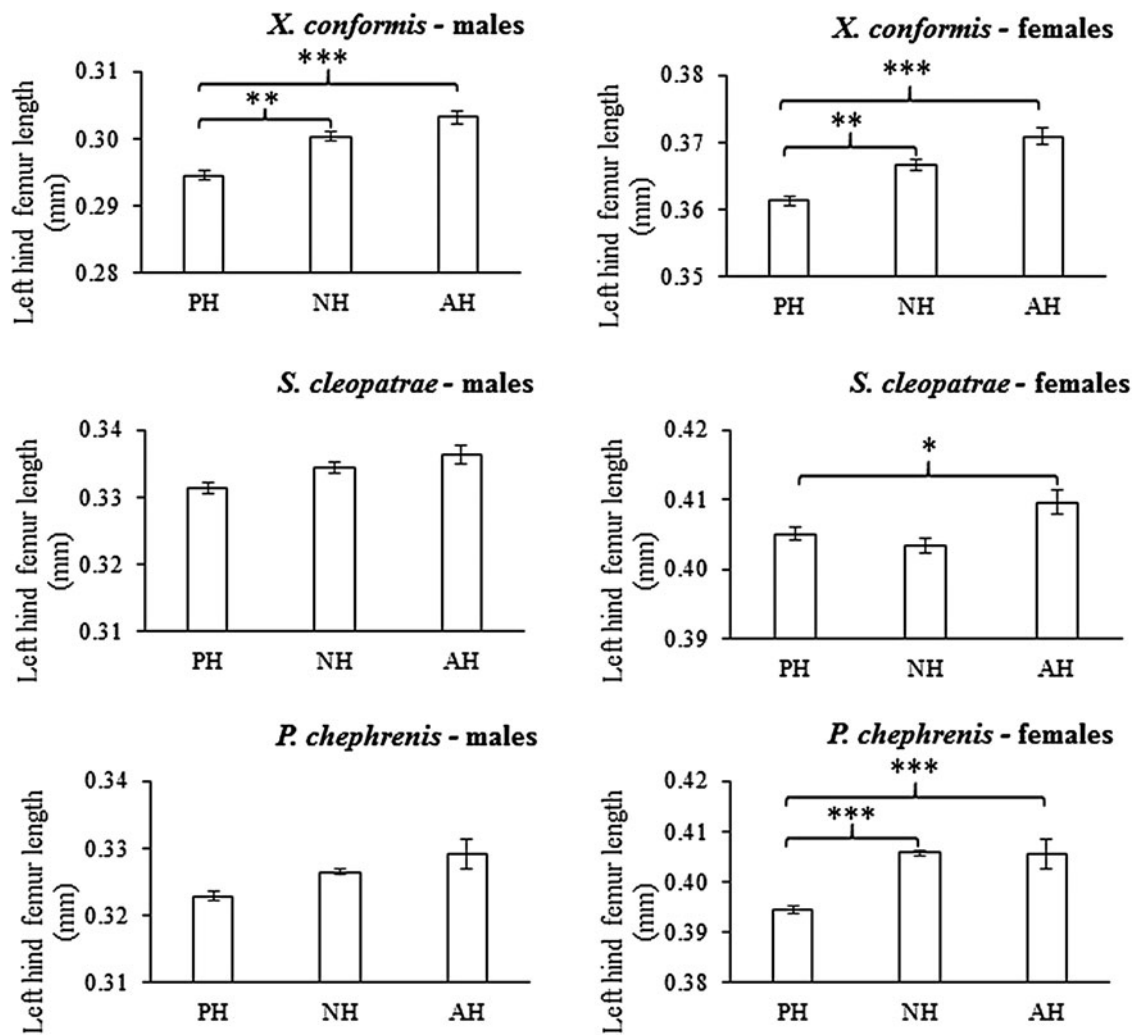 X. conformis - males
***
**
Left hind femur length
(mm)
0.31
0.30
0.29
0.28
PH NH AH
X. conformis - females
***
**
Left hind femur length
(mm)
0.38
0.37
0.36
0.35
PH NH AH
S. cleopatrae - males
Left hind femur length
(mm)
0.34
0.33
0.32
0.31
PH NH AH
S. cleopatrae - females
*
Left hind femur length
(mm)
0.42
0.41
0.40
0.39
PH NH AH
P. chephrenis - males
Left hind femur length
(mm)
0.34
0.33
0.32
0.31
PH NH AH
P. chephrenis - females
***
***
Left hind femur length
(mm)
0.42
0.41
0.40
0.39
0.38
PH NH AH